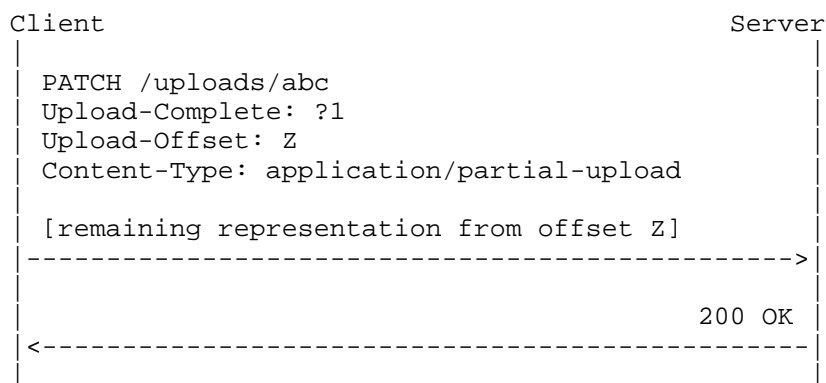 Client Server
PATCH /uploads/abc
Upload-Complete: ?1
Upload-Offset: Z
Content-Type: application/partial-upload
[remaining representation from offset Z]
200 OK